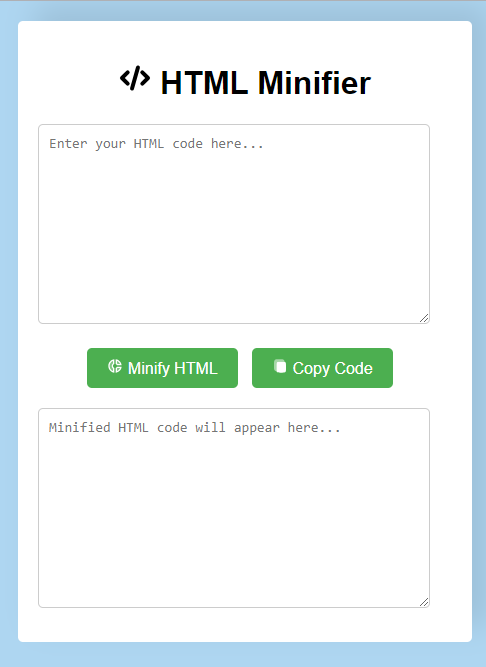 HTML Minifier
Enter your HTML code here...
Minify HTML
Copy Code
Minified HTML code will appear here...